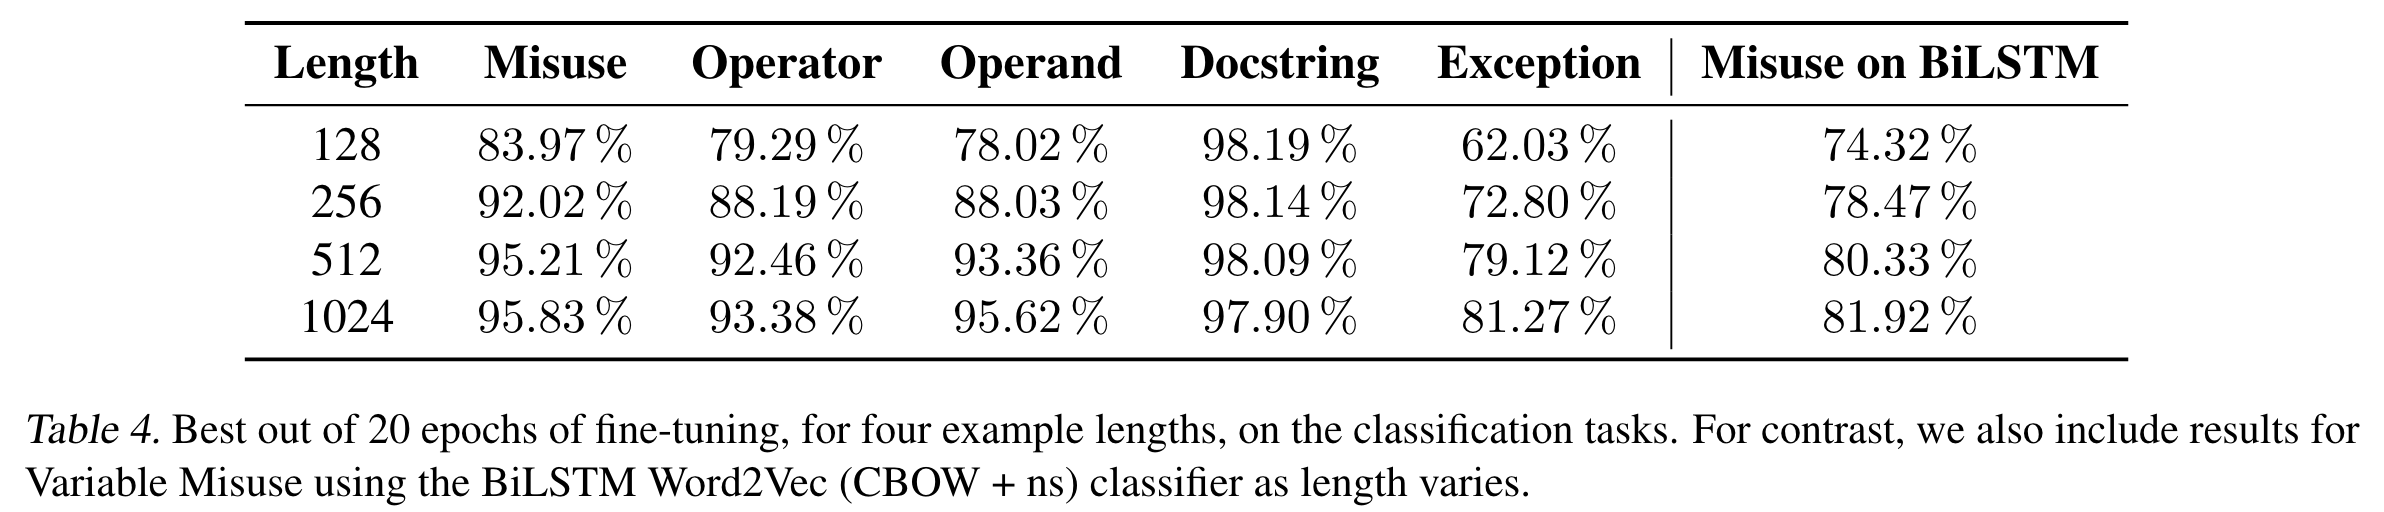 Length Misuse Operator Operand Docstring Exception Misuse on BiLSTM
128 83.97 % 79.29 % 78.02 % 98.19 % 62.03 % 74.32 %
256 92.02 % 88.19 % 88.03 % 98.14 % 72.80 % 78.47 %
512 95.21 % 92.46 % 93.36 % 98.09 % 79.12 % 80.33 %
1024 95.83 % 93.38 % 95.62 % 97.90 % 81.27 % 81.92 %
Table 4. Best out of 20 epochs of fine-tuning, for four example lengths, on the classification tasks. For contrast, we also include results for
Variable Misuse using the BiLSTM Word2Vec (CBOW + ns) classifier as length varies.